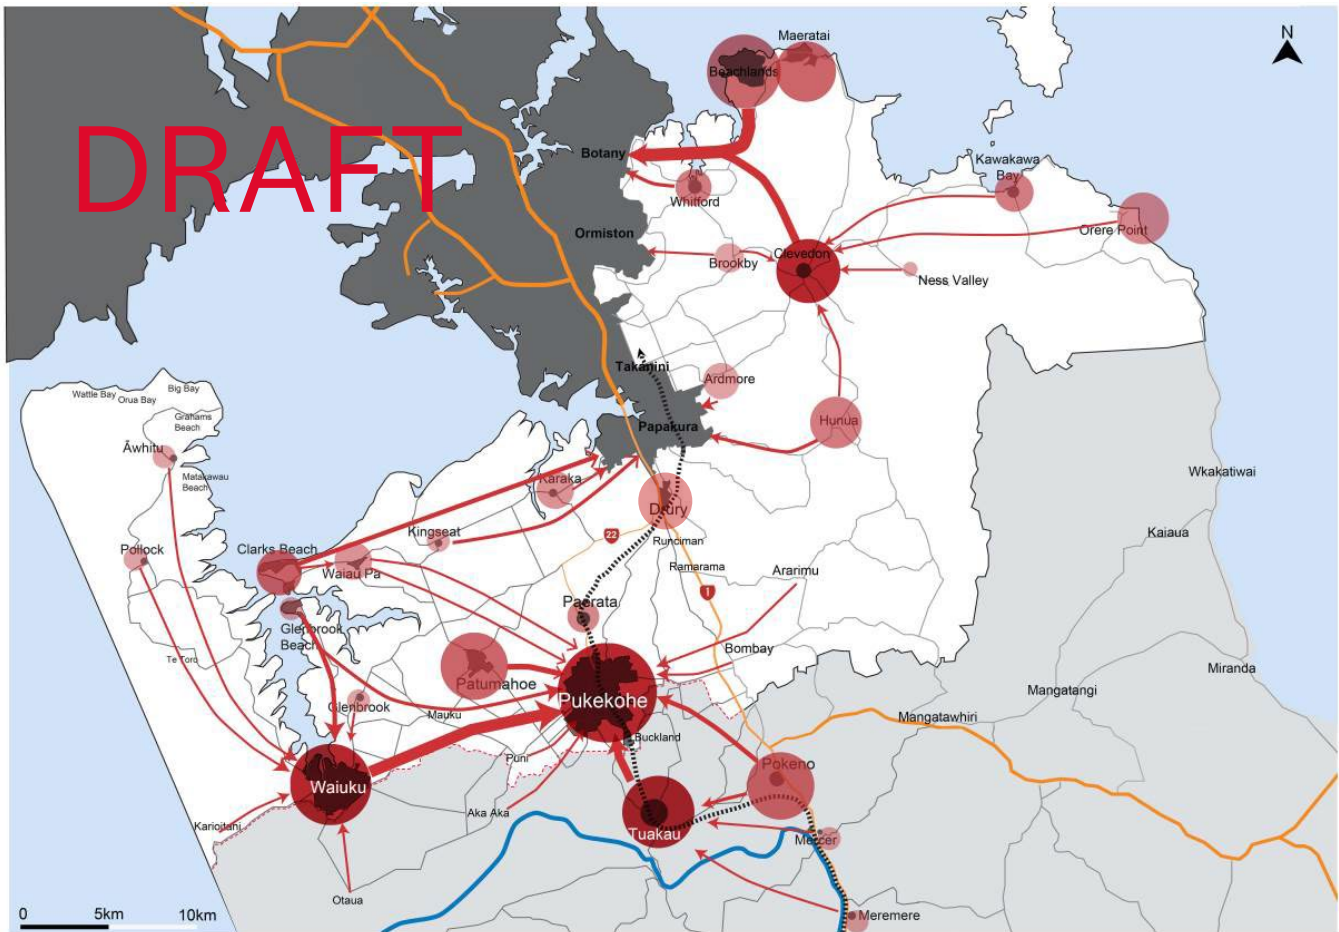 Maeratai
N
Beachlands
DRAFT
Botany
Kawakawa
Bay
Whitford
Orere Point
Ormiston
Clevedon
Brookby
Ness Valley
Takanini
Ardmore
Big Bay
Wattle Bay
Orua Bay
Grahams
Beach
Hunua
Papakura
Āwhitu
Matakawau
Beach
Wkakatiwai
Karaka
Drury
Kingseat
22
Kaiaua
Runciman
Pollock
Clarks Beach
Waiau Pa
Ramarama
Ararimu
1
Paerata
Glenbrook
Beach
Bombay
Te Toro
Miranda
Patumahoe
Mangatangi
Pukekohe
Glenbrook
Mauku
Mangatawhiri
Buckland
Puni
Pokeno
Waiuku
Aka Aka
Karioitahi
Tuakau
Mercer
Otaua
0 5km 10km
Meremere